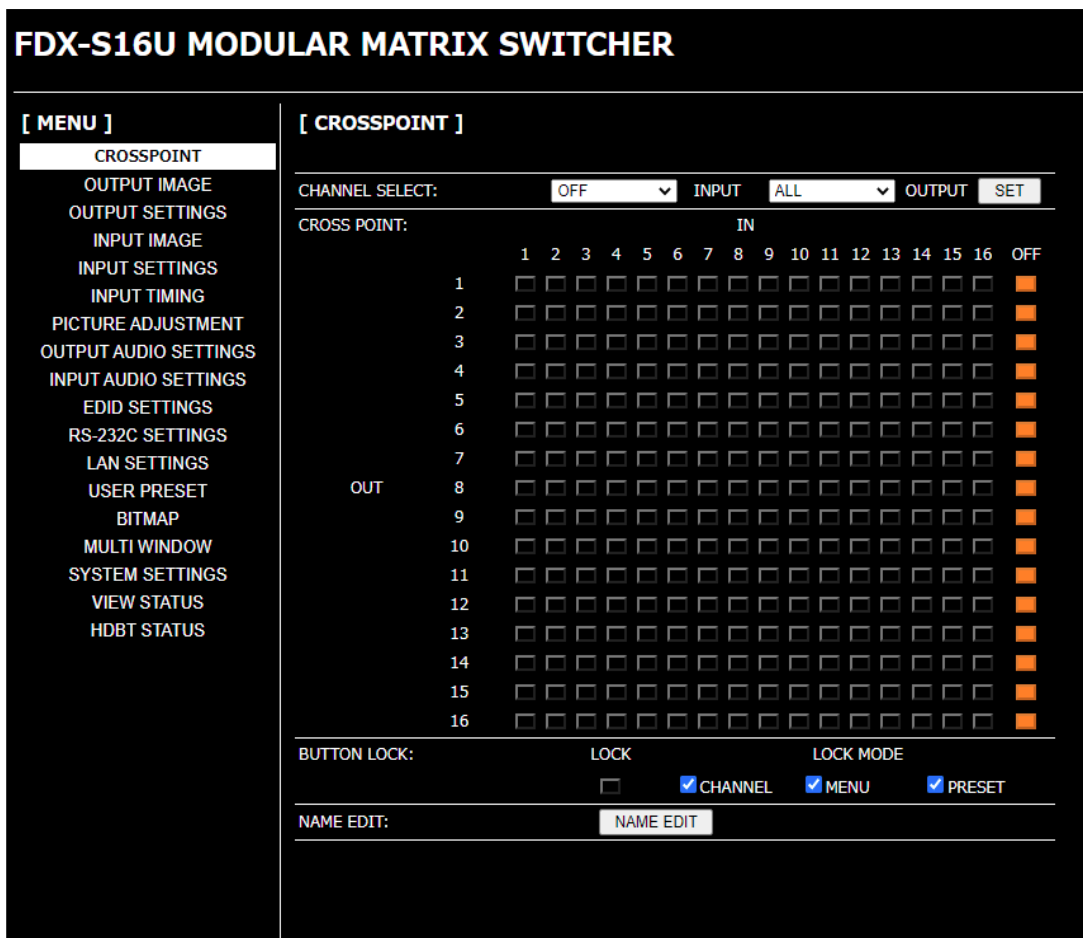 FDX-S16U MODULAR MATRIX SWITCHER
[ MENU ]
CROSSPOINT
OUTPUT IMAGE
OUTPUT SETTINGS
INPUT IMAGE
INPUT SETTINGS
INPUT TIMING
PICTURE ADJUSTMENT
OUTPUT AUDIO SETTINGS
INPUT AUDIO SETTINGS
EDID SETTINGS
RS-232C SETTINGS
LAN SETTINGS
USER PRESET
BITMAP
MULTI WINDOW
SYSTEM SETTINGS
VIEW STATUS
HDBT STATUS
[ CROSSPOINT ]
CHANNEL SELECT: OFF INPUT ALL OUTPUT SET
CROSS POINT: IN
1 2 3 4 5 6 7 8 9 10 11 12 13 14 15 16 OFF
1
2
3
4
5
6
7
OUT 8
9
10
11
12
13
14
15
16
BUTTON LOCK: LOCK LOCK MODE
CHANNEL MENU PRESET
NAME EDIT: NAME EDIT